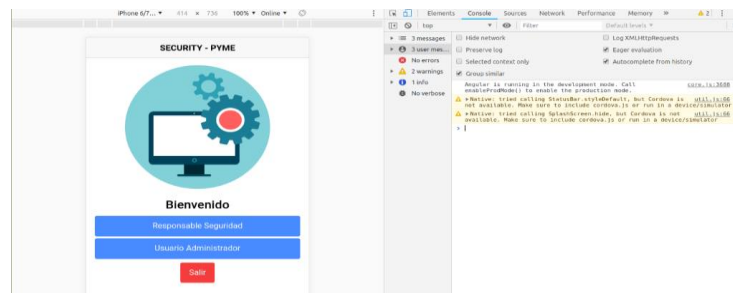 iPhone 6/7... ▾ 414 × 736 100% ▾ Online ▾
SECURITY - PYME
Bienvenido
Responsable Seguridad
Usuario Administrador
Salir
Elements Console Sources Network Performance Memory » 2
top Default levels ▾
3 messages
3 user mes...
No errors
2 warnings
1 info
No verbose
Hide network Log XMLHttpRequests
Preserve log Eager evaluation
Selected context only Autocomplete from history
Group similar
Angular is running in the development mode. Call core.js:3688
enableProdMode() to enable the production mode.
Native: tried calling StatusBar.styleDefault, but Cordova is util.js:66
not available. Make sure to include cordova.js or run in a device/simulator
Native: tried calling SplashScreen.hide, but Cordova is not util.js:66
available. Make sure to include cordova.js or run in a device/simulator